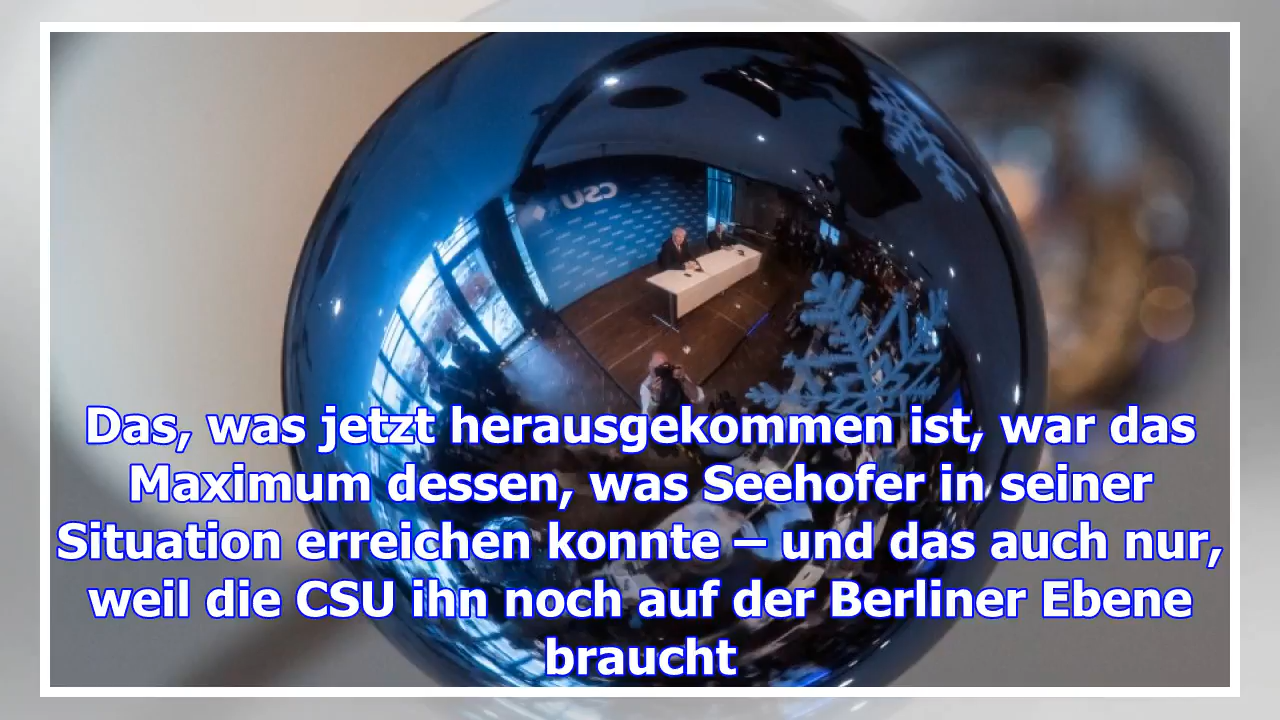 CSU
Das, was jetzt herausgekommen ist, war das
Maximum dessen, was Seehofer in seiner
Situation erreichen konnte – und das auch nur,
weil die CSU ihn noch auf der Berliner Ebene
braucht